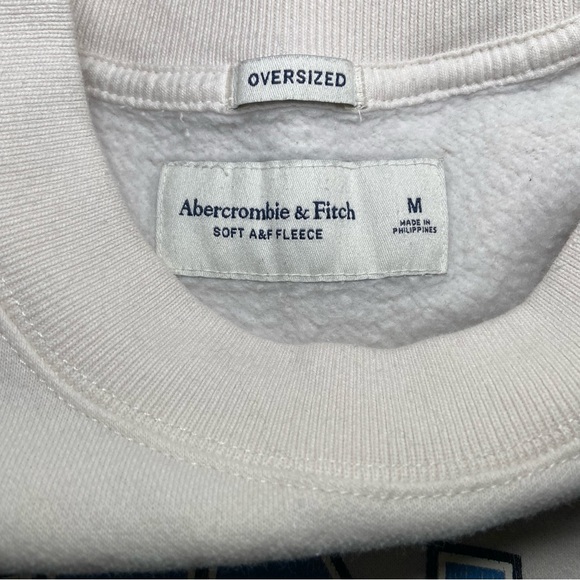 OVERSIZED
Abercrombie & Fitch
SOFT A&F FLEECE
M
MADE IN
PHILIPPINES